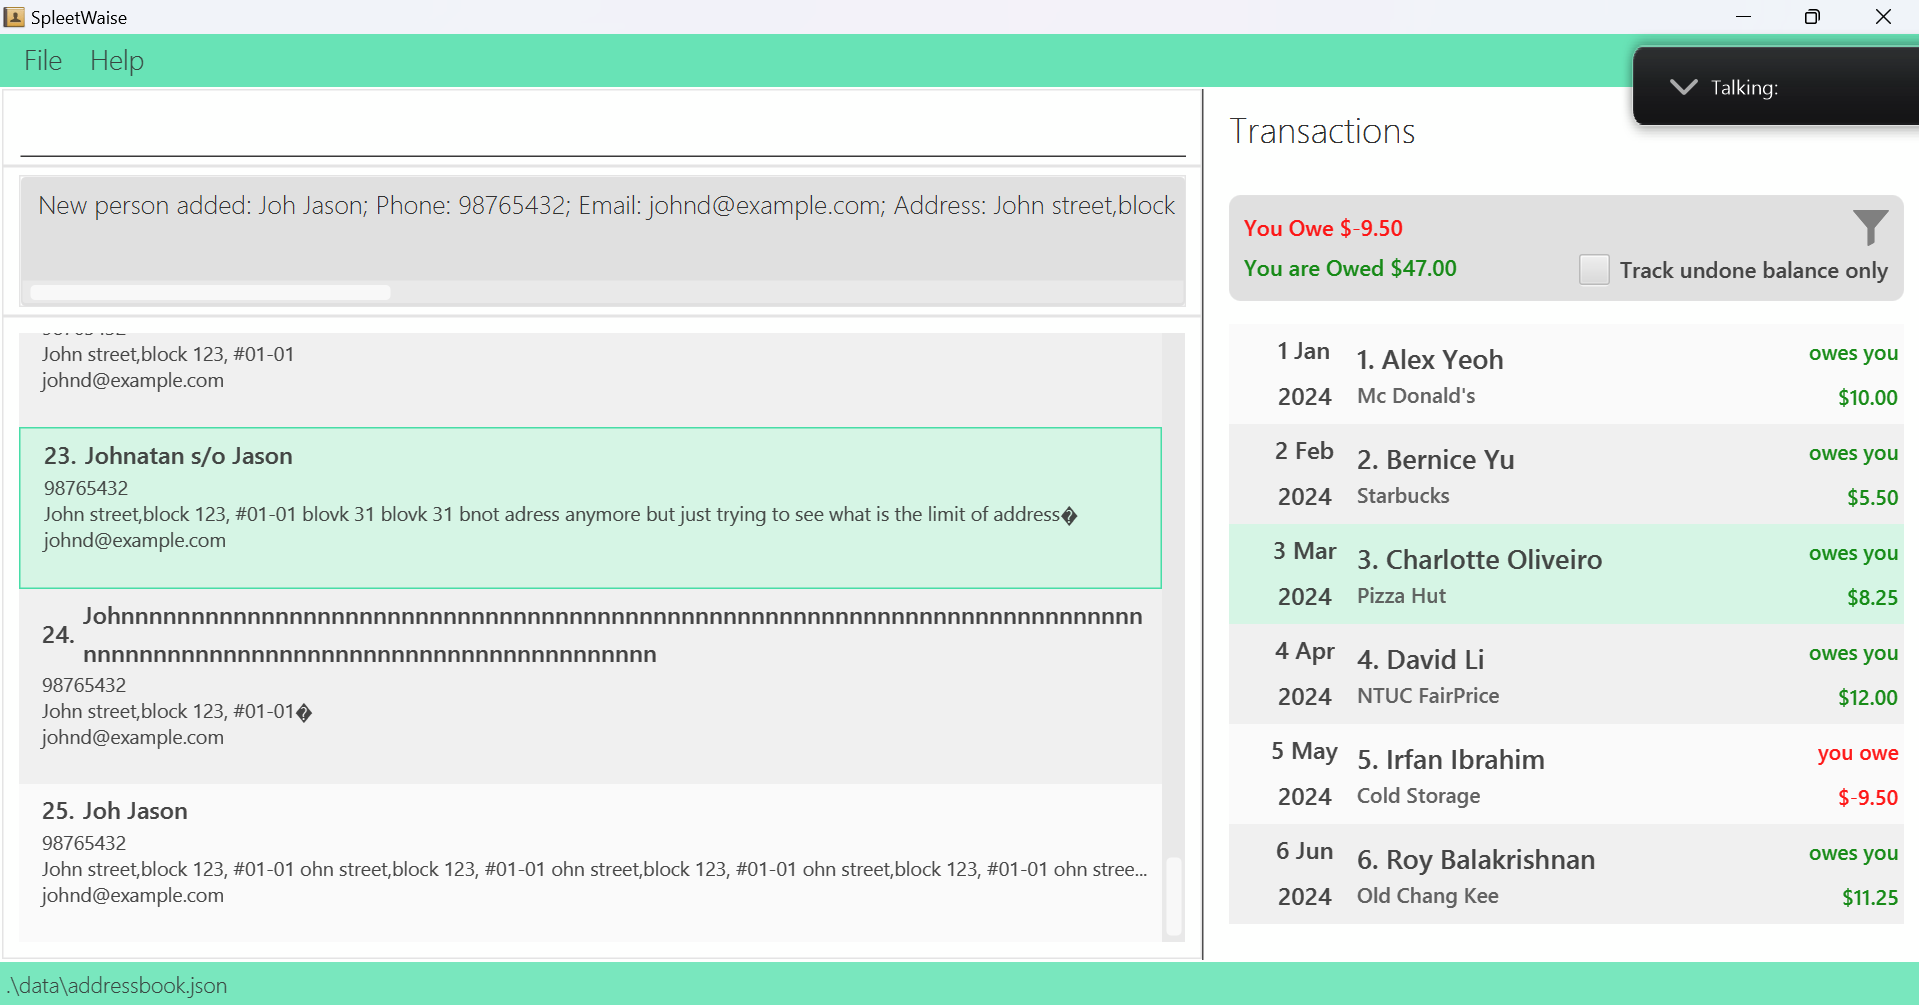 SpleetWaise
File Help
Talking:
New person added: Joh Jason; Phone: 98765432; Email: johnd@example.com; Address: John street,block
John street,block 123, #01-01
johnd@example.com
23. Johnatan s/o Jason
98765432
John street,block 123, #01-01 blovk 31 blovk 31 bnot adress anymore but just trying to see what is the limit of address�
johnd@example.com
24.
Johnnnnnnnnnnnnnnnnnnnnnnnnnnnnnnnnnnnnnnnnnnnnnnnnnnnnnnnnnnnnnnnnnnnnnnnnnn
nnnnnnnnnnnnnnnnnnnnnnnnnnnnnnnnnnnnnnnnn
98765432
John street,block 123, #01-01�
johnd@example.com
25. Joh Jason
98765432
John street,block 123, #01-01 ohn street,block 123, #01-01 ohn street,block 123, #01-01 ohn street,block 123, #01-01 ohn stree...
johnd@example.com
Transactions
You Owe $-9.50
You are Owed $47.00
Track undone balance only
1 Jan 1. Alex Yeoh owes you
2024 Mc Donald's $10.00
2 Feb 2. Bernice Yu owes you
2024 Starbucks $5.50
3 Mar 3. Charlotte Oliveiro owes you
2024 Pizza Hut $8.25
4 Apr 4. David Li owes you
2024 NTUC FairPrice $12.00
5 May 5. Irfan Ibrahim you owe
2024 Cold Storage $-9.50
6 Jun 6. Roy Balakrishnan owes you
2024 Old Chang Kee $11.25
.\data\addressbook.json